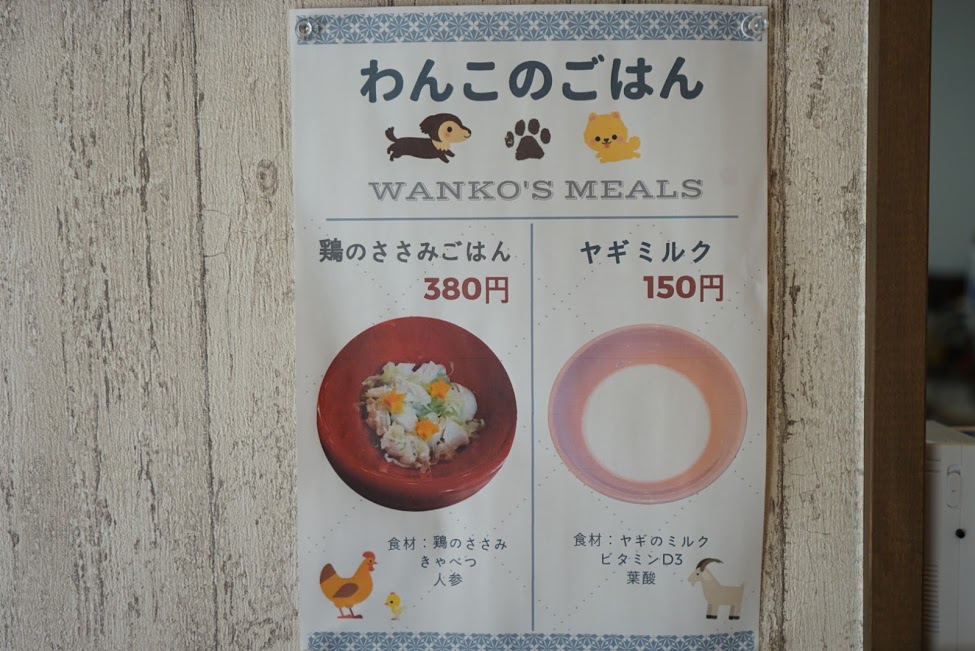 わんこのごはん
WANKO'S MEALS
鶏のささみごはん
380円
食材：鶏のささみ
きゃべつ
人参
ヤギミルク
150円
食材：ヤギのミルク
ビタミンD3
葉酸